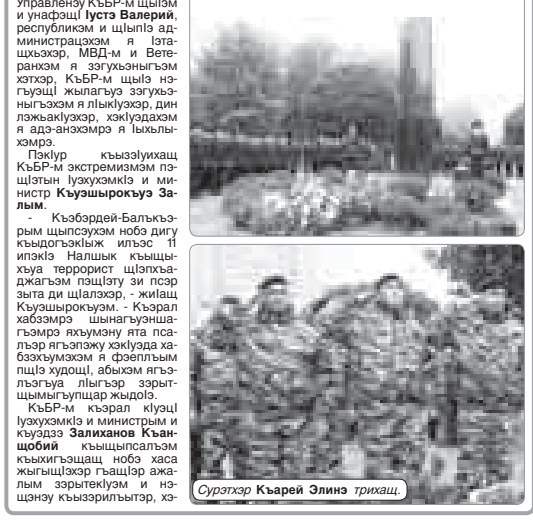 Управленэу КъБР-м щыIэм
и унафэщI Iустэ Валерий,
республикэм и щIыпIэ ад-
министрацэхэм я Iэта-
щхьэхэр, МВД-м и Вете-
ранхэм я зэгухьэныгъэм
хэтхэр, КъБР-м щыIэ нэ-
гъуэщI жылагъуэ зэгухьэ-
ныгъэхэм я лIыкIуэхэр, дин
лэжьакIуэхэр, хэкIуэдахэм
я адэ-анэхэмрэ я Iыхьлы-
хэмрэ.
ПэкIур къызэIуихащ
КъБР-м экстремизмэм пэ-
щIэтын IуэхухэмкIэ и ми-
нистр Къуэшырокъуэ За-
лым.
- Къэбэрдей-Балъкъэ-
рым щыпсэухэм нобэ дигу
къыдогъэкIыж илъэс 11
ипэкIэ Налшык къыщы-
хъуа террорист щIэпхъа-
джагъэм пэщIэту зи псэр
зыта ди щIалэхэр, - жиIащ
Къуэшырокъуэм. - Къэрал
хабзэмрэ шынагъуэнша-
гъэмрэ яхъумэну ята пса-
лъэр ягъэпэжу хэкIуэда ха-
бзэхъумэхэм я фэеплъым
пщIэ худощI, абыхэм ягъэ-
лъэгъуа лIыгъэр зэрыт-
щымыгъупщар жыдоIэ.
КъБР-м къэрал кIуэцI
IуэхухэмкIэ и министрым и
къуэдзэ Залиханов Къан-
щобий къыщыпсалъэм
къыхигъэщащ нобэ хаса
жыгыщIэхэр гъащIэр ажа-
лым зэрытекIуэм и нэ-
щэнэу къызэрилъытэр, хэ-
Сурэтхэр Къарей Элинэ трихащ.